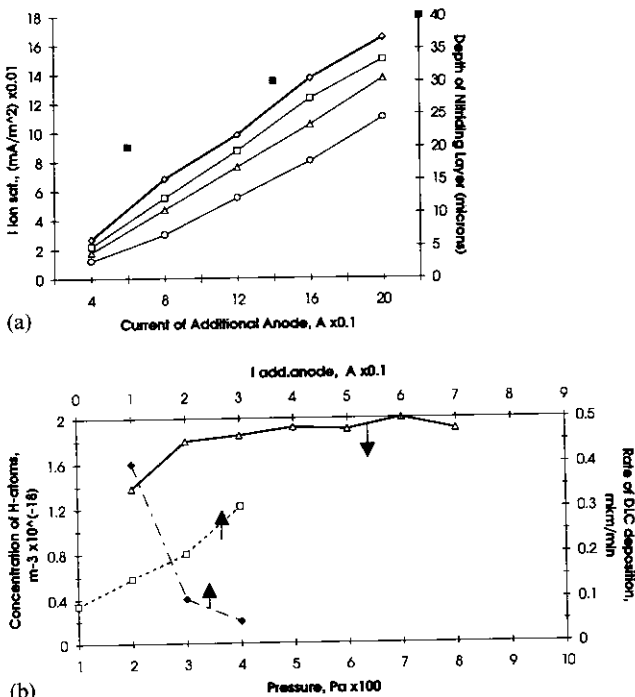 I Ion sat., (mA/m^2) x0.01
18
16
14
12
10
8
6
4
2
0
40
35
30
25
20
15
10
5
0
Depth of Nitriding Layer (microns)
4 8 12 16 20
(a) Current of Additional Anode, A x0.1
I add.anode, A x0.1
0 1 2 3 4 5 6 7 8 9
Concentration of H-atoms,
m-3 x10^(-18)
2
1.6
1.2
0.8
0.4
0
0.5
0.4
0.3
0.2
0.1
0
Rate of DLC deposition,
mkm/min
1 2 3 4 5 6 7 8 9 10
(b) Pressure, Pa x100